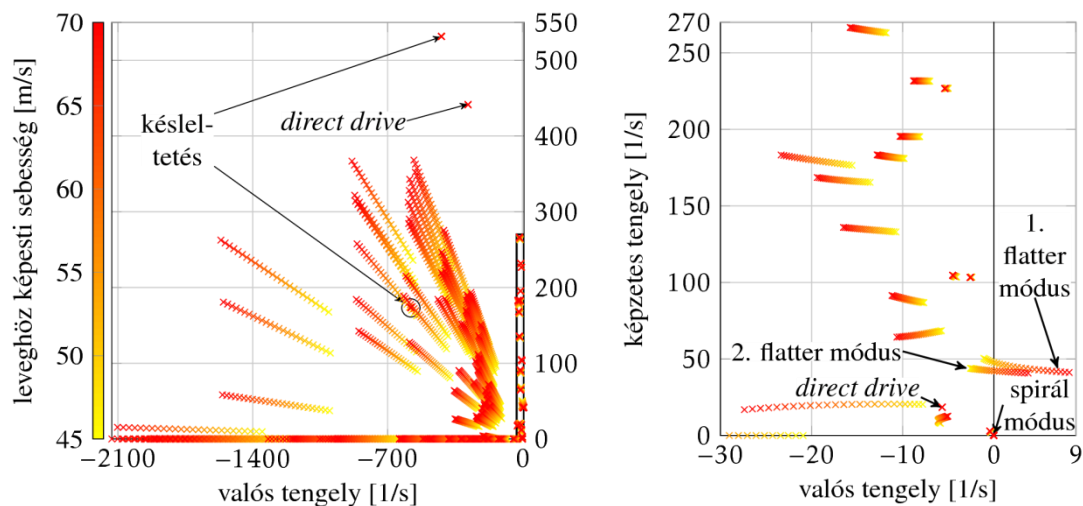 70
65
60
55
50
45
leveghöz képesti sebesség [m/s]
késlel-
tetés
direct drive
550
500
400
300
200
100
0
−2100
−1400
−700
0
valós tengely [1/s]
képzetes tengely [1/s]
270
250
200
150
100
50
0
1.
flatter
módus
2. flatter módus
direct drive
spirál
módus
−30
−20
−10
0
9
valós tengely [1/s]